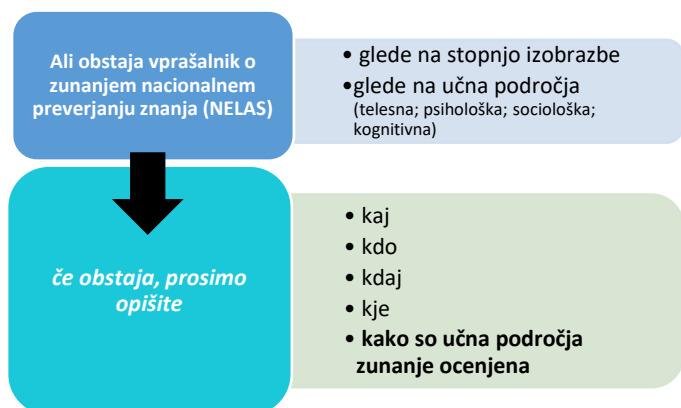 Ali obstaja vprašalnik o
zunanjem nacionalnem
preverjanju znanja (NELAS)
• glede na stopnjo izobrazbe
•glede na učna področja
(telesna; psihološka; sociološka;
kognitivna)
če obstaja, prosimo
opišite
• kaj
• kdo
• kdaj
• kje
• kako so učna področja
zunanje ocenjena